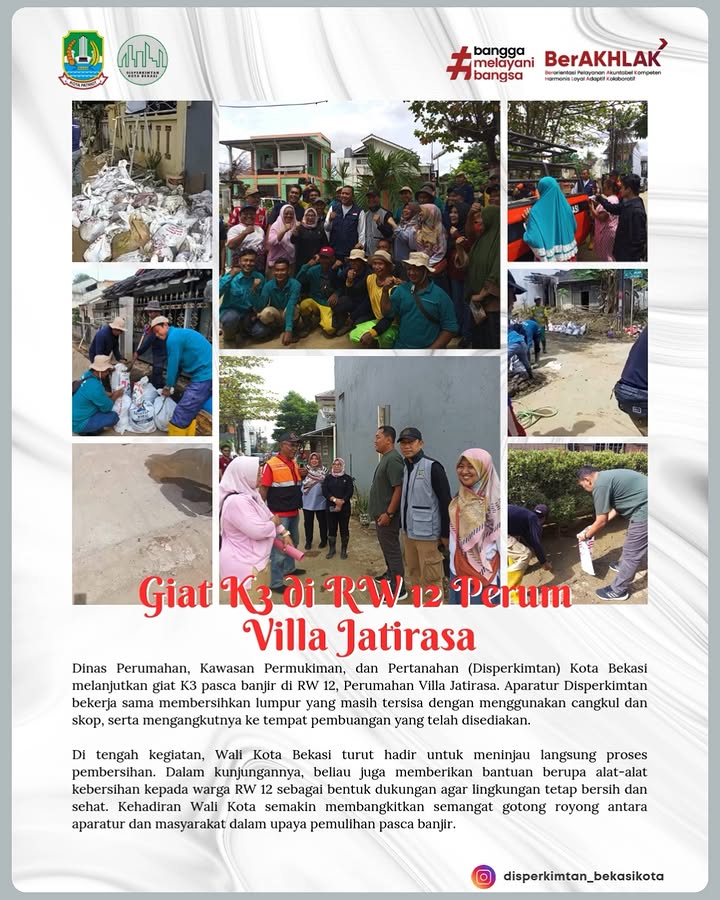 KOTA PATRIOT
DISPERKIMTAN
KOTA BEKASI
#bangga
melayani
bangsa
BerAKHLAK
Berorientasi Pelayanan Akuntabel Kompeten
Harmonis Loyal Adaptif Kolaboratif
Giat K3 di RW 12 Perum
Villa Jatirasa
Dinas Perumahan, Kawasan Permukiman, dan Pertanahan (Disperkimtan) Kota Bekasi
melanjutkan giat K3 pasca banjir di RW 12, Perumahan Villa Jatirasa. Aparatur Disperkimtan
bekerja sama membersihkan lumpur yang masih tersisa dengan menggunakan cangkul dan
skop, serta mengangkutnya ke tempat pembuangan yang telah disediakan.
Di tengah kegiatan, Wali Kota Bekasi turut hadir untuk meninjau langsung proses
pembersihan. Dalam kunjungannya, beliau juga memberikan bantuan berupa alat-alat
kebersihan kepada warga RW 12 sebagai bentuk dukungan agar lingkungan tetap bersih dan
sehat. Kehadiran Wali Kota semakin membangkitkan semangat gotong royong antara
aparatur dan masyarakat dalam upaya pemulihan pasca banjir.
disperkimtan_bekasikota